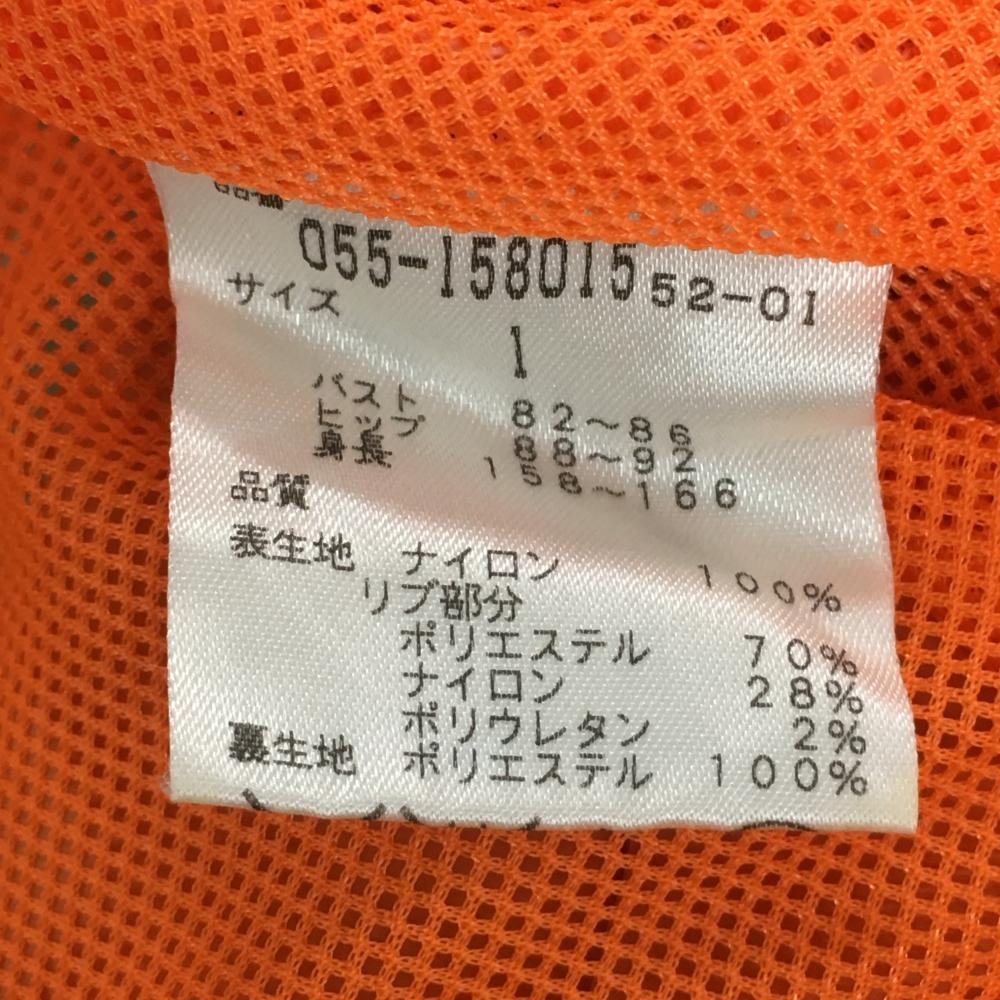 品番
055-158015 52-01
サイズ
1
バスト 82~86
ヒップ 88~92
身長 158~166
品質
表生地 ナイロン 100%
リブ部分
ポリエステル 70%
ナイロン 28%
ポリウレタン 2%
裏生地 ポリエステル 100%